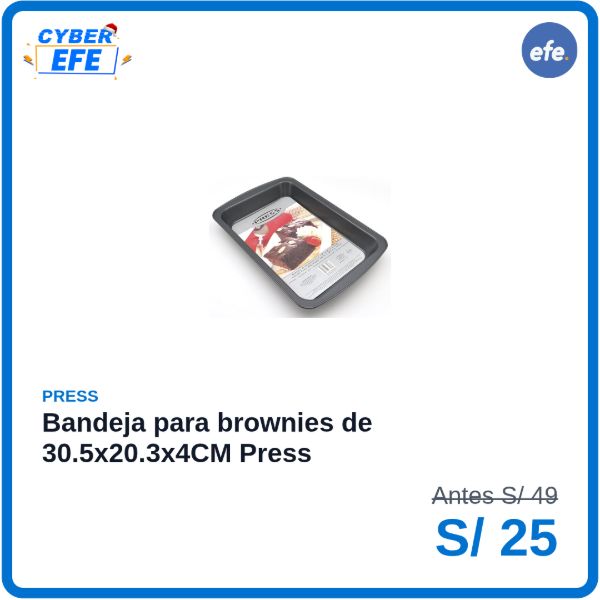 CYBER
EFE
efe.
PRESS
Bandeja para brownies de
30.5x20.3x4CM Press
Antes S/ 49
S/ 25